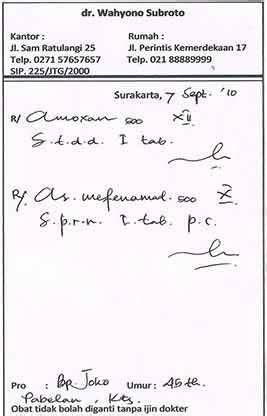 dr. Wahyono Subroto
Kantor : Rumah :
Jl. Sam Ratulangi 25 Jl. Perintis Kemerdekaan 17
Telp. 0271 57657657 Telp. 021 88889999
SIP. 225/JTG/2000
Surakarta, 7 Sept. '10
R/ Amoxan 500 XII
S. t. d. d. I tab.
R/ As. mefenamat. 500 X
S. p. r. n. I. tab. p. c.
Pro : Bp. Joko Umur : 45 th.
Pabelan, Kts.
Obat tidak bolah diganti tanpa ijin dokter